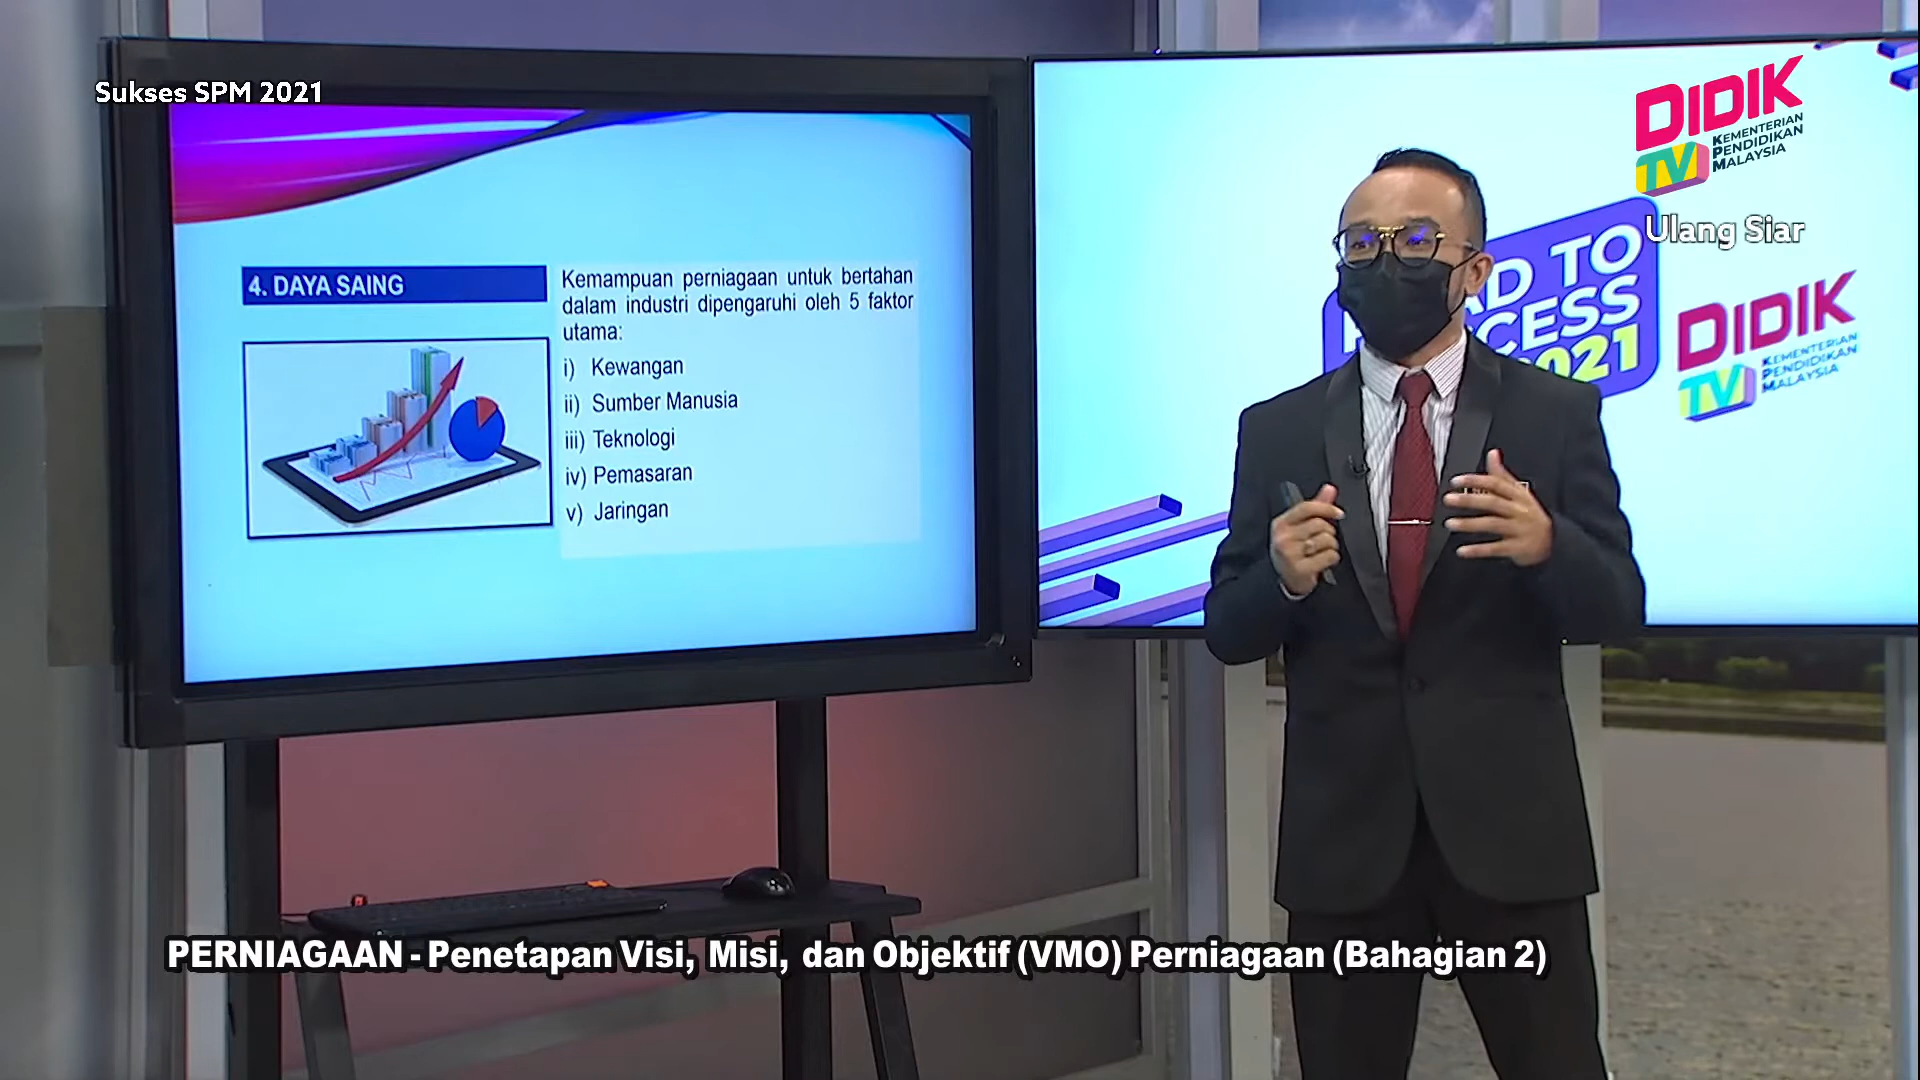 Sukses SPM 2021
4. DAYA SAING
Kemampuan perniagaan untuk bertahan
dalam industri dipengaruhi oleh 5 faktor
utama:
i) Kewangan
ii) Sumber Manusia
iii) Teknologi
iv) Pemasaran
v) Jaringan
DIDIK
TV
KEMENTERIAN
PENDIDIKAN
MALAYSIA
Ulang Siar
TO
2021
DIDIK
TV
KEMENTERIAN
PENDIDIKAN
MALAYSIA
PERNIAGAAN - Penetapan Visi, Misi, dan Objektif (VMO) Perniagaan (Bahagian 2)